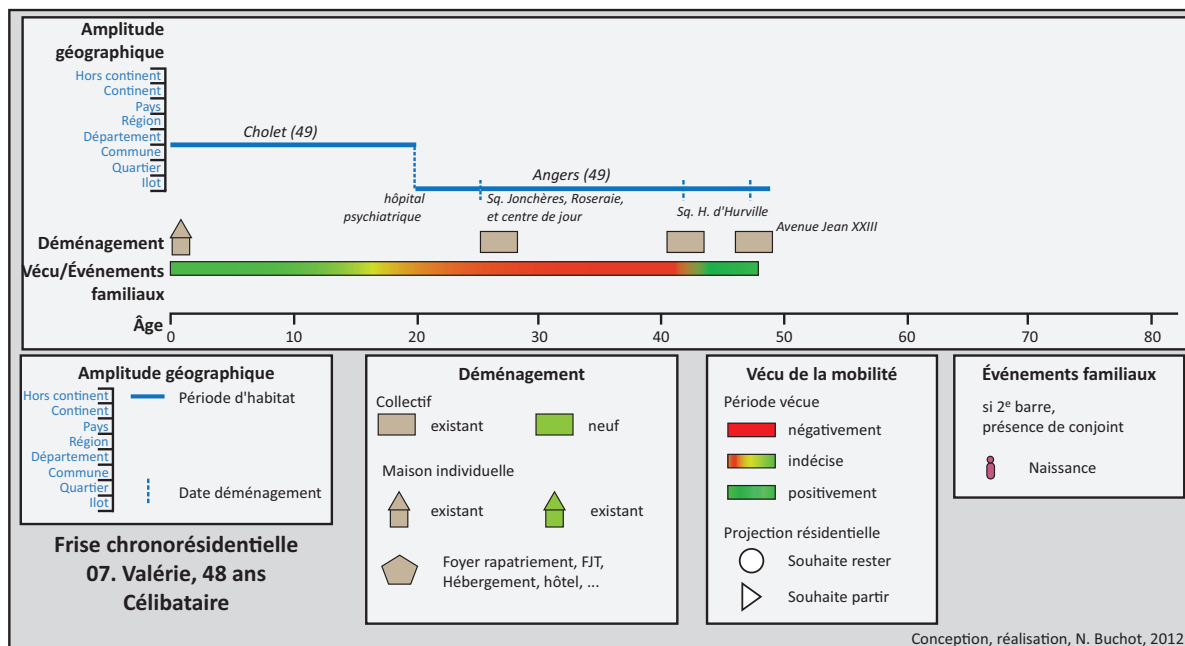 Amplitude
géographique
Hors continent
Continent
Pays
Région
Département
Commune
Quartier
Ilot
Cholet (49)
Angers (49)
hôpital
psychiatrique
Sq. Jonchères, Roseraie,
et centre de jour
Sq. H. d'Hurville
Avenue Jean XXIII
Déménagement
Vécu/Événements
familiaux
Âge
0 10 20 30 40 50 60 70 80
Amplitude géographique
Hors continent
Continent
Pays
Région
Département
Commune
Quartier
Ilot
Période d'habitat
Date déménagement
Frise chronorésidentielle
07. Valérie, 48 ans
Célibataire
Déménagement
Collectif
existant neuf
Maison individuelle
existant existant
Foyer rapatriement, FJT,
Hébergement, hôtel, ...
Vécu de la mobilité
Période vécue
négativement
indécise
positivement
Projection résidentielle
Souhaite rester
Souhaite partir
Événements familiaux
si 2e barre,
présence de conjoint
Naissance
Conception, réalisation, N. Buchot, 2012